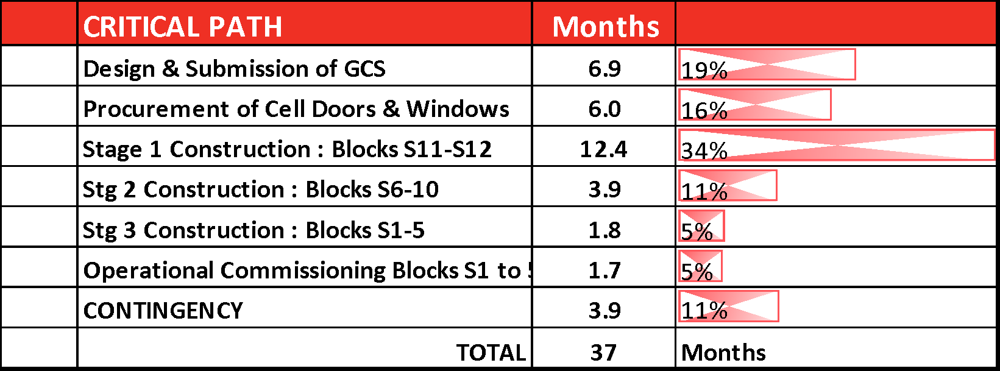 CRITICAL PATH Months
Design & Submission of GCS 6.9 19%
Procurement of Cell Doors & Windows 6.0 16%
Stage 1 Construction : Blocks S11-S12 12.4 34%
Stg 2 Construction : Blocks S6-10 3.9 11%
Stg 3 Construction : Blocks S1-5 1.8 5%
Operational Commissioning Blocks S1 to 1.7 5%
CONTINGENCY 3.9 11%
TOTAL 37 Months